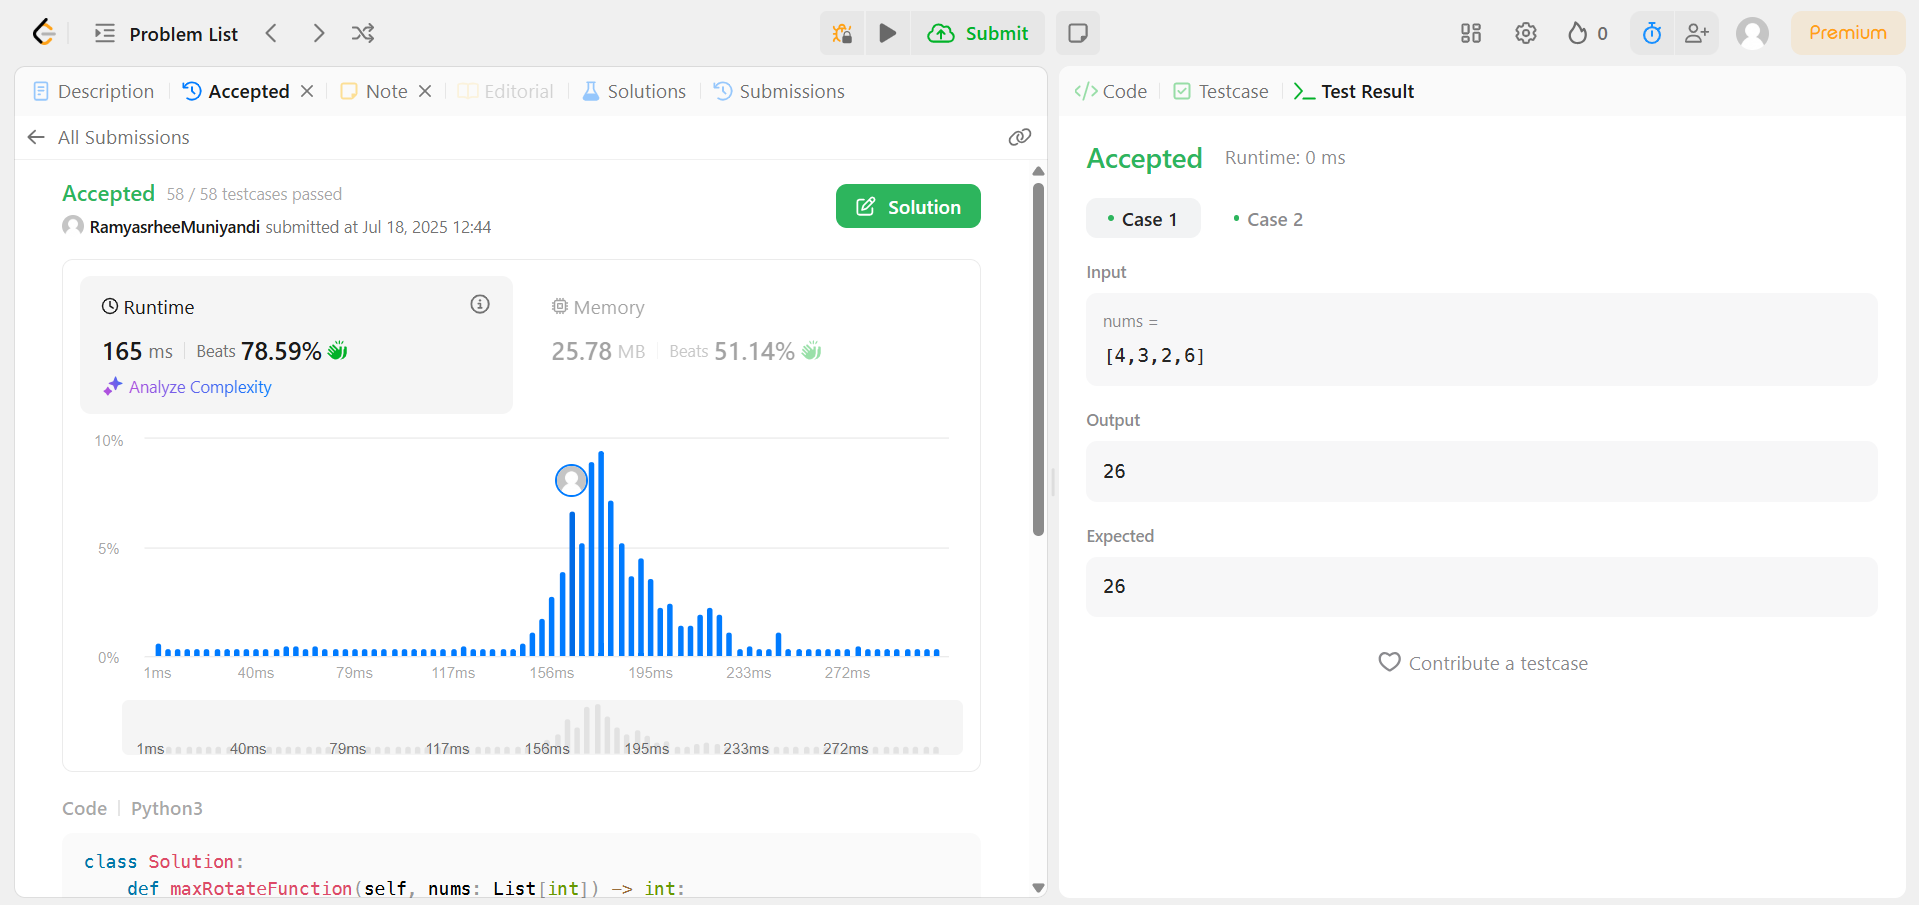 Problem List
Submit
0
Premium
Description
Accepted
Note
Editorial
Solutions
Submissions
All Submissions
Accepted 58 / 58 testcases passed
RamyasrheeMuniyandi submitted at Jul 18, 2025 12:44
Solution
Runtime
165 ms Beats 78.59%
Analyze Complexity
Memory
25.78 MB Beats 51.14%
10%
5%
0%
1ms 40ms 79ms 117ms 156ms 195ms 233ms 272ms
1ms 40ms 79ms 117ms 156ms 195ms 233ms 272ms
Code Python3
class Solution:
def maxRotateFunction(self, nums: List[int]) -> int:
</> Code
Testcase
Test Result
Accepted Runtime: 0 ms
Case 1 Case 2
Input
nums =
[4,3,2,6]
Output
26
Expected
26
Contribute a testcase